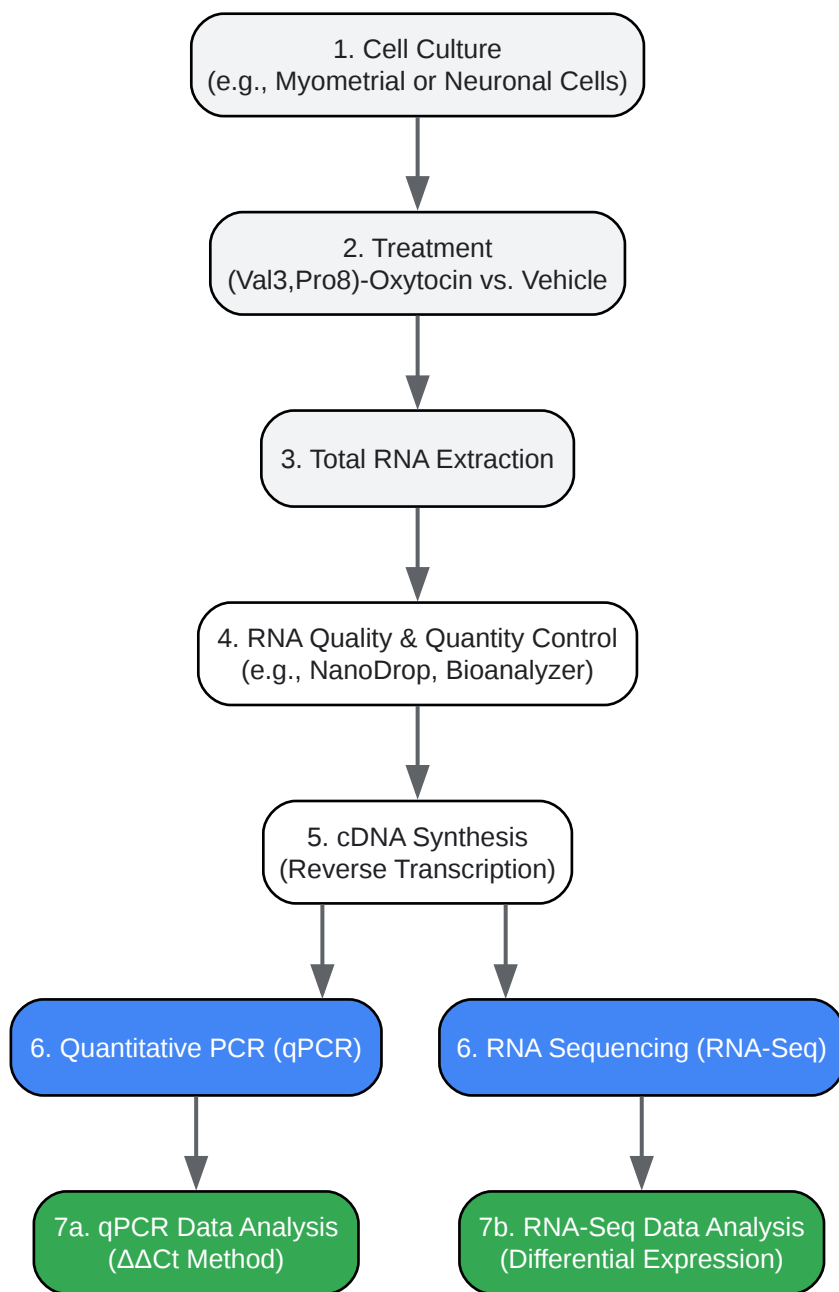 1. Cell Culture
(e.g., Myometrial or Neuronal Cells)
2. Treatment
(Val3,Pro8)-Oxytocin vs. Vehicle
3. Total RNA Extraction
4. RNA Quality & Quantity Control
(e.g., NanoDrop, Bioanalyzer)
5. cDNA Synthesis
(Reverse Transcription)
6. Quantitative PCR (qPCR)
6. RNA Sequencing (RNA-Seq)
7a. qPCR Data Analysis
(ΔΔCt Method)
7b. RNA-Seq Data Analysis
(Differential Expression)